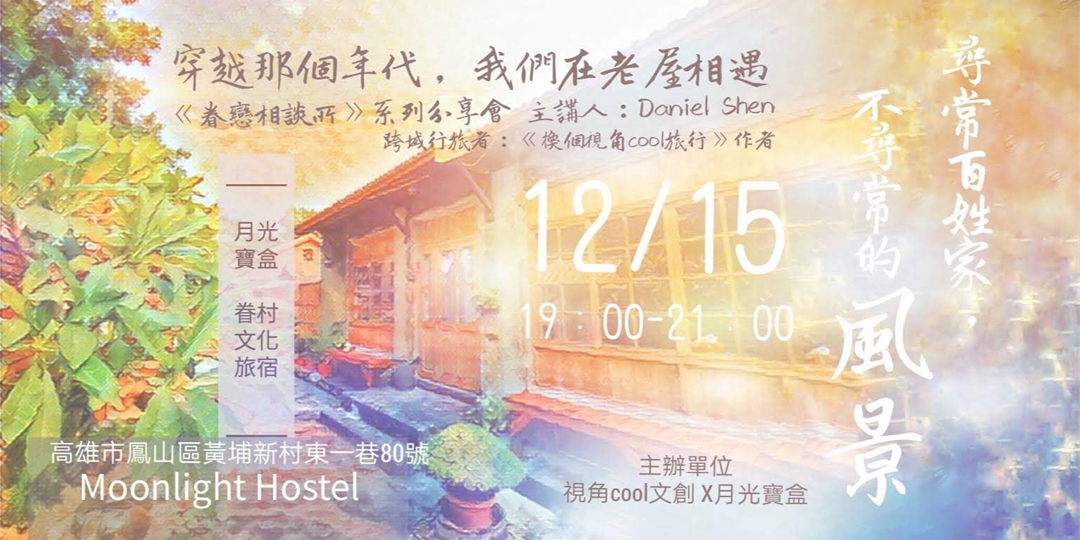 穿越那個年代，我們在老屋相遇
《眷戀相談所》系列分享會 主講人：Daniel Shen
跨域行旅者：《換個視角cool旅行》作者
尋常百姓家，
不尋常的風景
12/15
19：00-21：00
月光
寶盒
眷村
文化
旅宿
高雄市鳳山區黃埔新村東一巷80號
Moonlight Hostel
主辦單位
視角cool文創 X月光寶盒